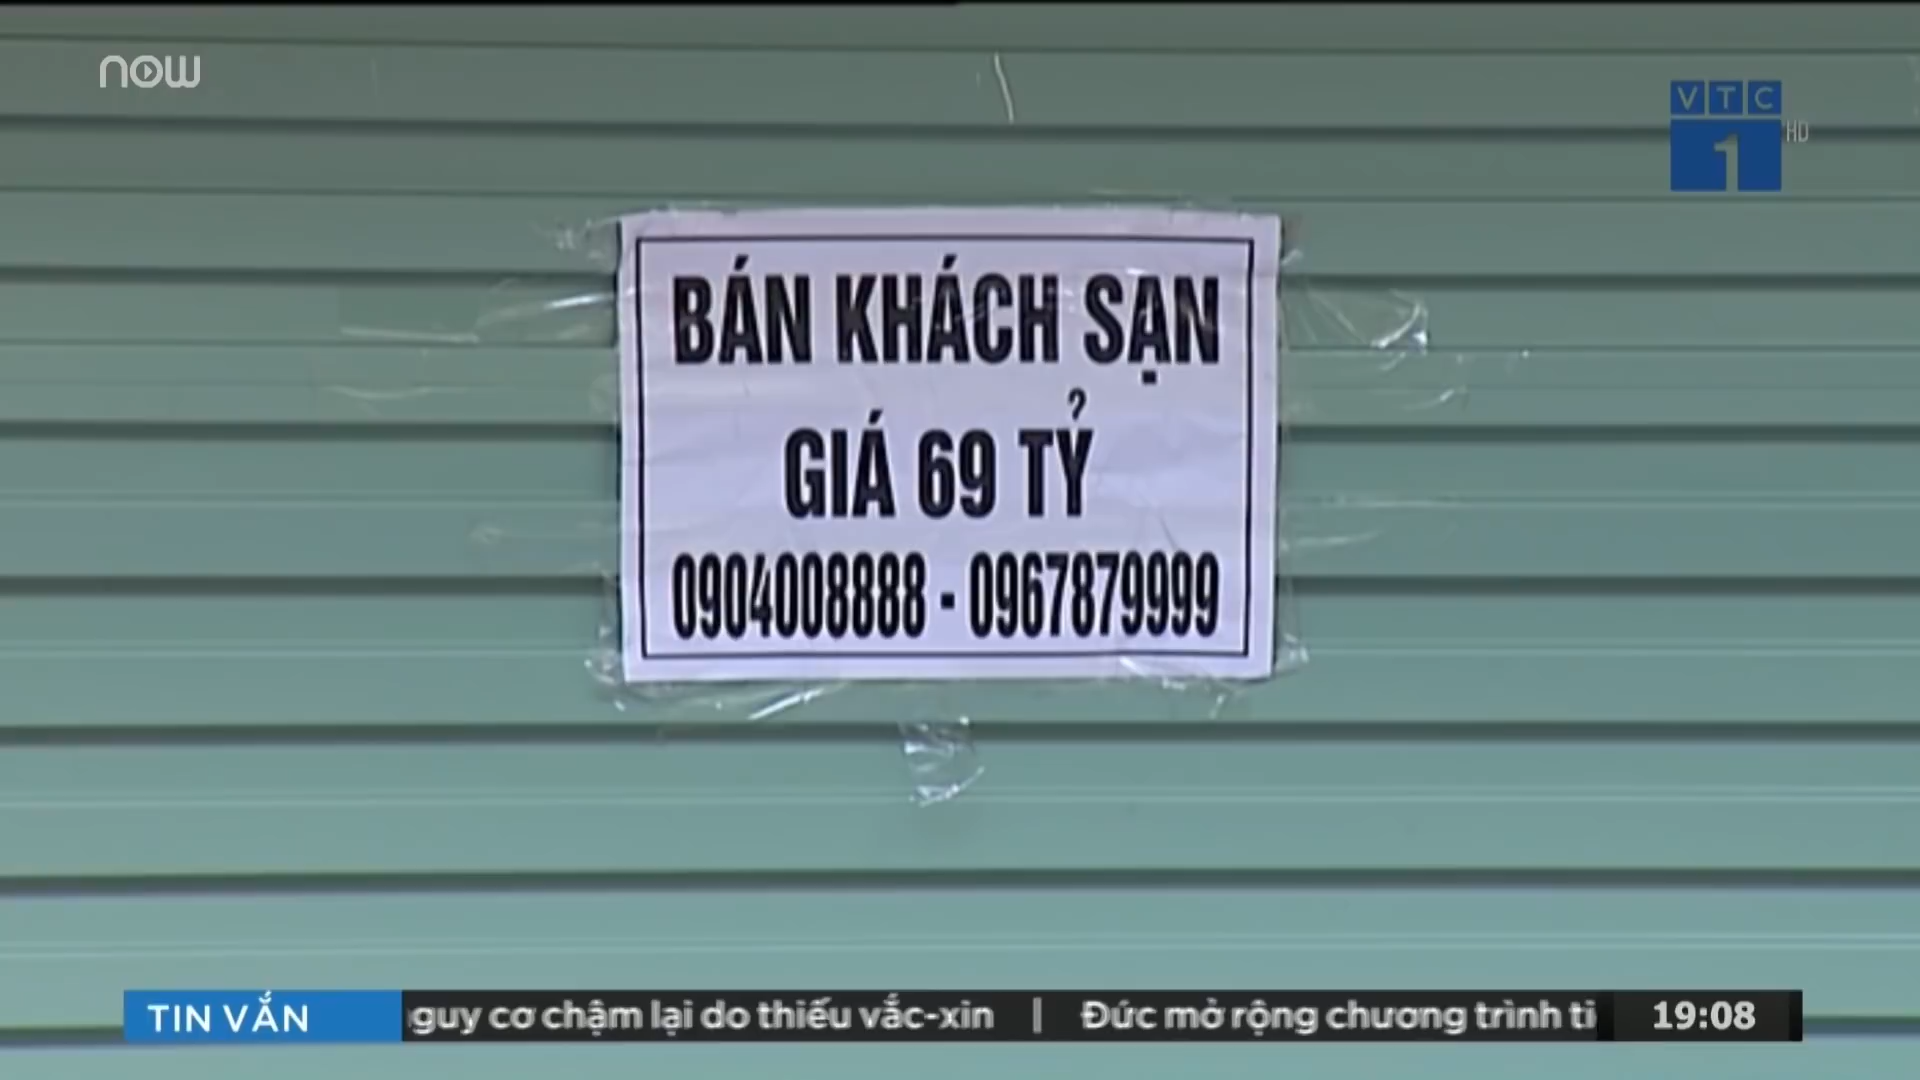 now
VTC
1 HD
BÁN KHÁCH SẠN
GIÁ 69 TỶ
0904008888 - 0967879999
TIN VẮN
guy cơ chậm lại do thiếu vắc-xin | Đức mở rộng chương trình ti
19:08